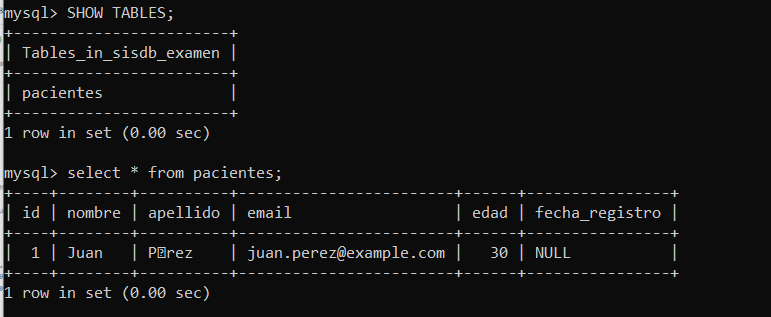 mysql> SHOW TABLES;
+------------------------+
| Tables_in_sisdb_examen |
+------------------------+
| pacientes              |
+------------------------+
1 row in set (0.00 sec)

mysql> select * from pacientes;
+----+--------+----------+------------------------+------+----------------+
| id | nombre | apellido | email                  | edad | fecha_registro |
+----+--------+----------+------------------------+------+----------------+
|  1 | Juan   | P�rez    | juan.perez@example.com |   30 | NULL           |
+----+--------+----------+------------------------+------+----------------+
1 row in set (0.00 sec)